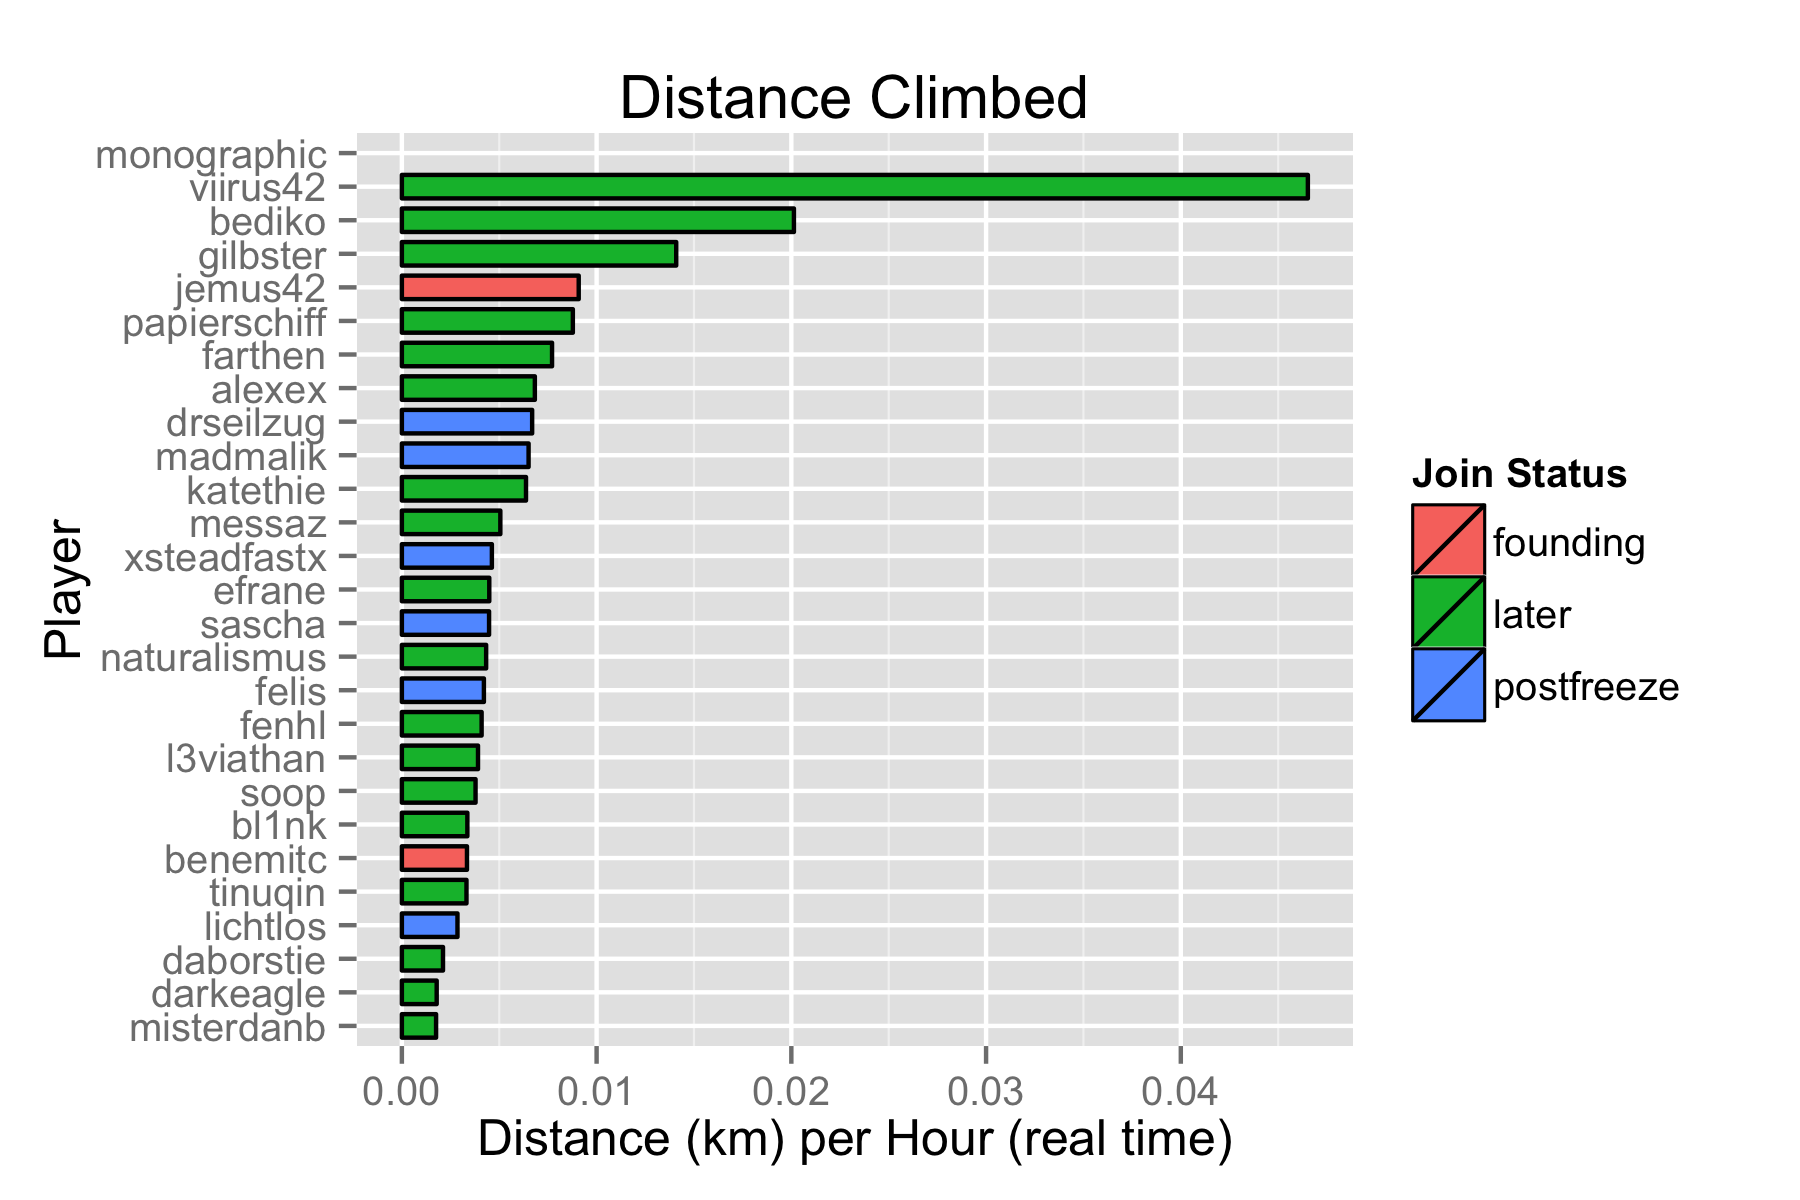 Distance Climbed
monographic
viirus42
bediko
gilbster
jemus42
papierschiff
farthen
alexex
drseilzug
madmalik
katethie
messaz
xsteadfastx
efrane
sascha
naturalismus
felis
fenhl
l3viathan
soop
bl1nk
benemitc
tinuqin
lichtlos
daborstie
darkeagle
misterdanb
Player
0.00 0.01 0.02 0.03 0.04
Distance (km) per Hour (real time)
Join Status
founding
later
postfreeze